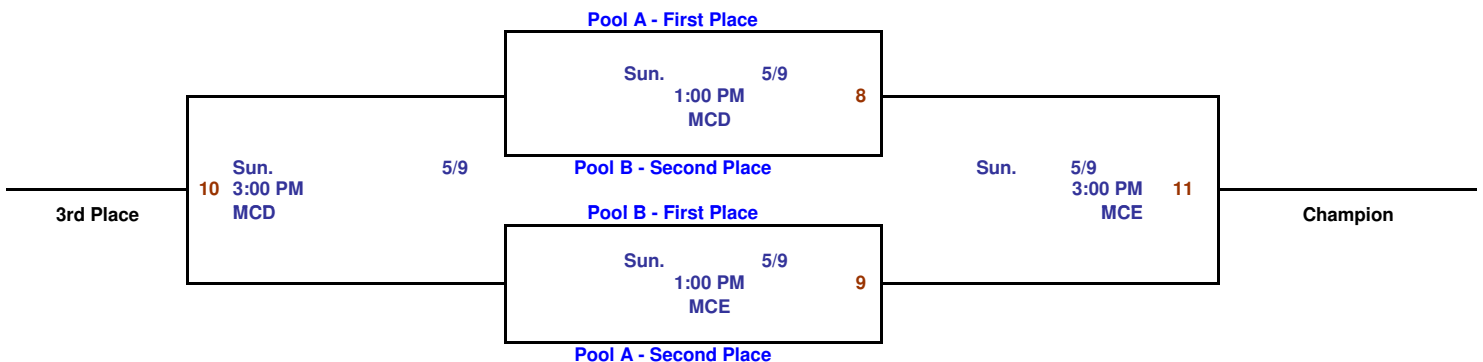 Pool A - First Place
Sun. 5/9
1:00 PM 8
MCD
Pool B - Second Place
Sun. 5/9
10 3:00 PM
MCD
3rd Place
Sun. 5/9
3:00 PM 11
MCE
Champion
Pool B - First Place
Sun. 5/9
1:00 PM 9
MCE
Pool A - Second Place